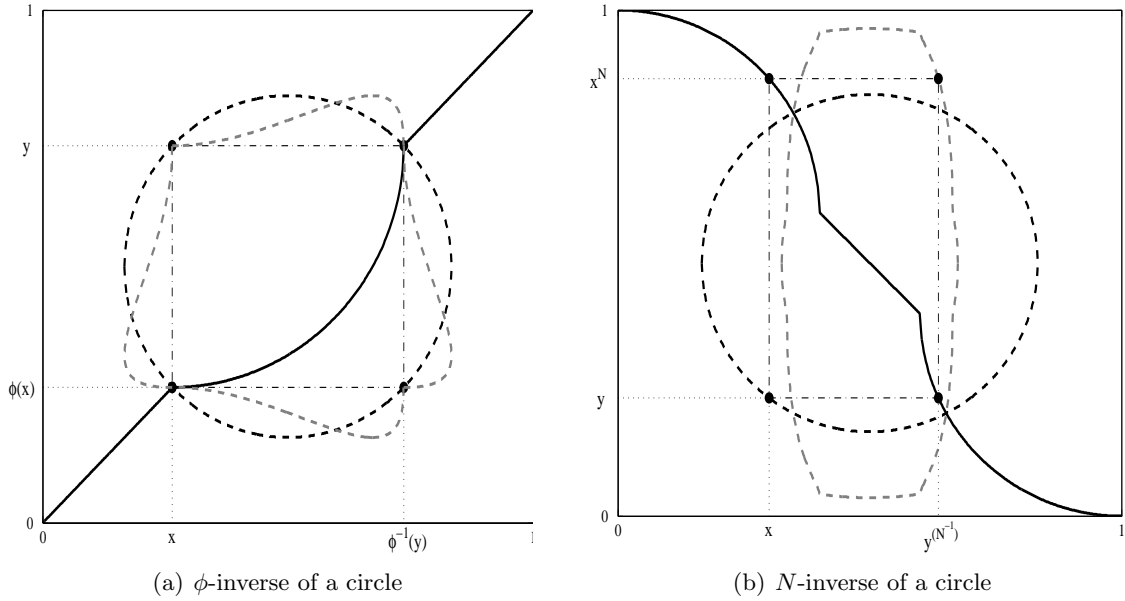 1
y
ϕ(x)
0
0
x
ϕ⁻¹(y)
1
(a) ϕ-inverse of a circle
1
x^N
y
0
0
x
y^(N⁻¹)
1
(b) N-inverse of a circle